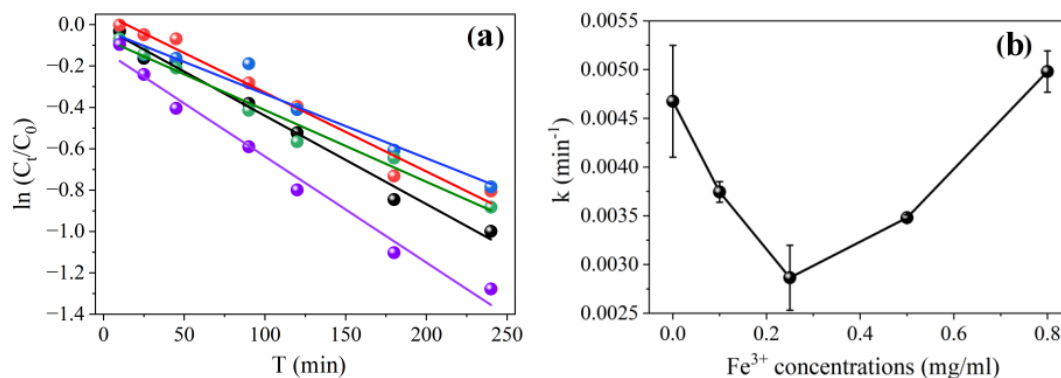 (a)
ln (Cₜ/C₀)
0.0
−0.2
−0.4
−0.6
−0.8
−1.0
−1.2
−1.4
0 50 100 150 200 250
T (min)
(b)
k (min⁻¹)
0.0055
0.0050
0.0045
0.0040
0.0035
0.0030
0.0025
0.0 0.2 0.4 0.6 0.8
Fe³⁺ concentrations (mg/ml)